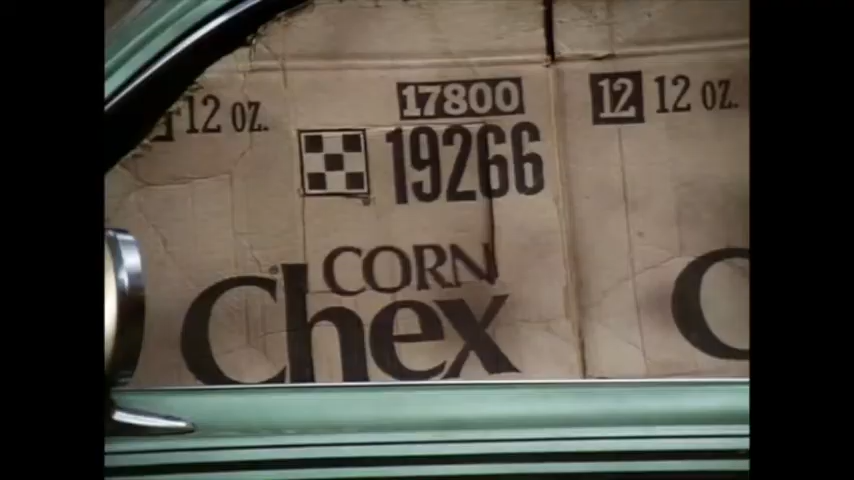 12 OZ.
17800
12 12 OZ.
19266
CORN
Chex
C